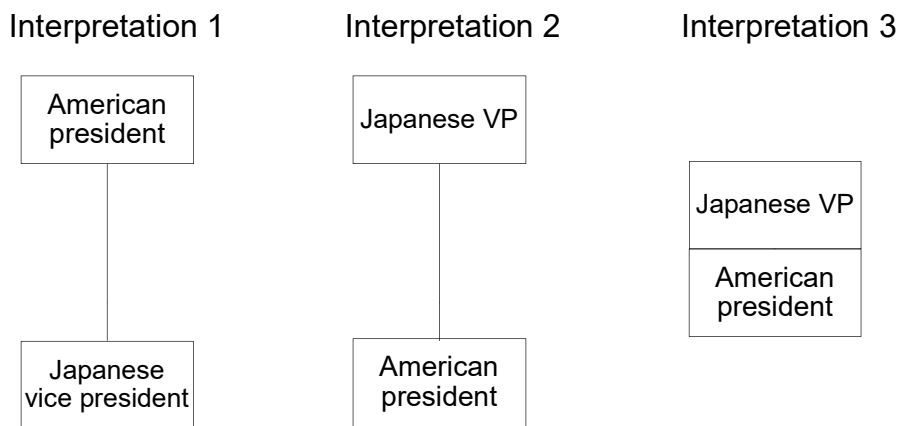 Interpretation 1
Interpretation 2
Interpretation 3
American
president
Japanese
vice president
Japanese VP
American
president
Japanese VP
American
president